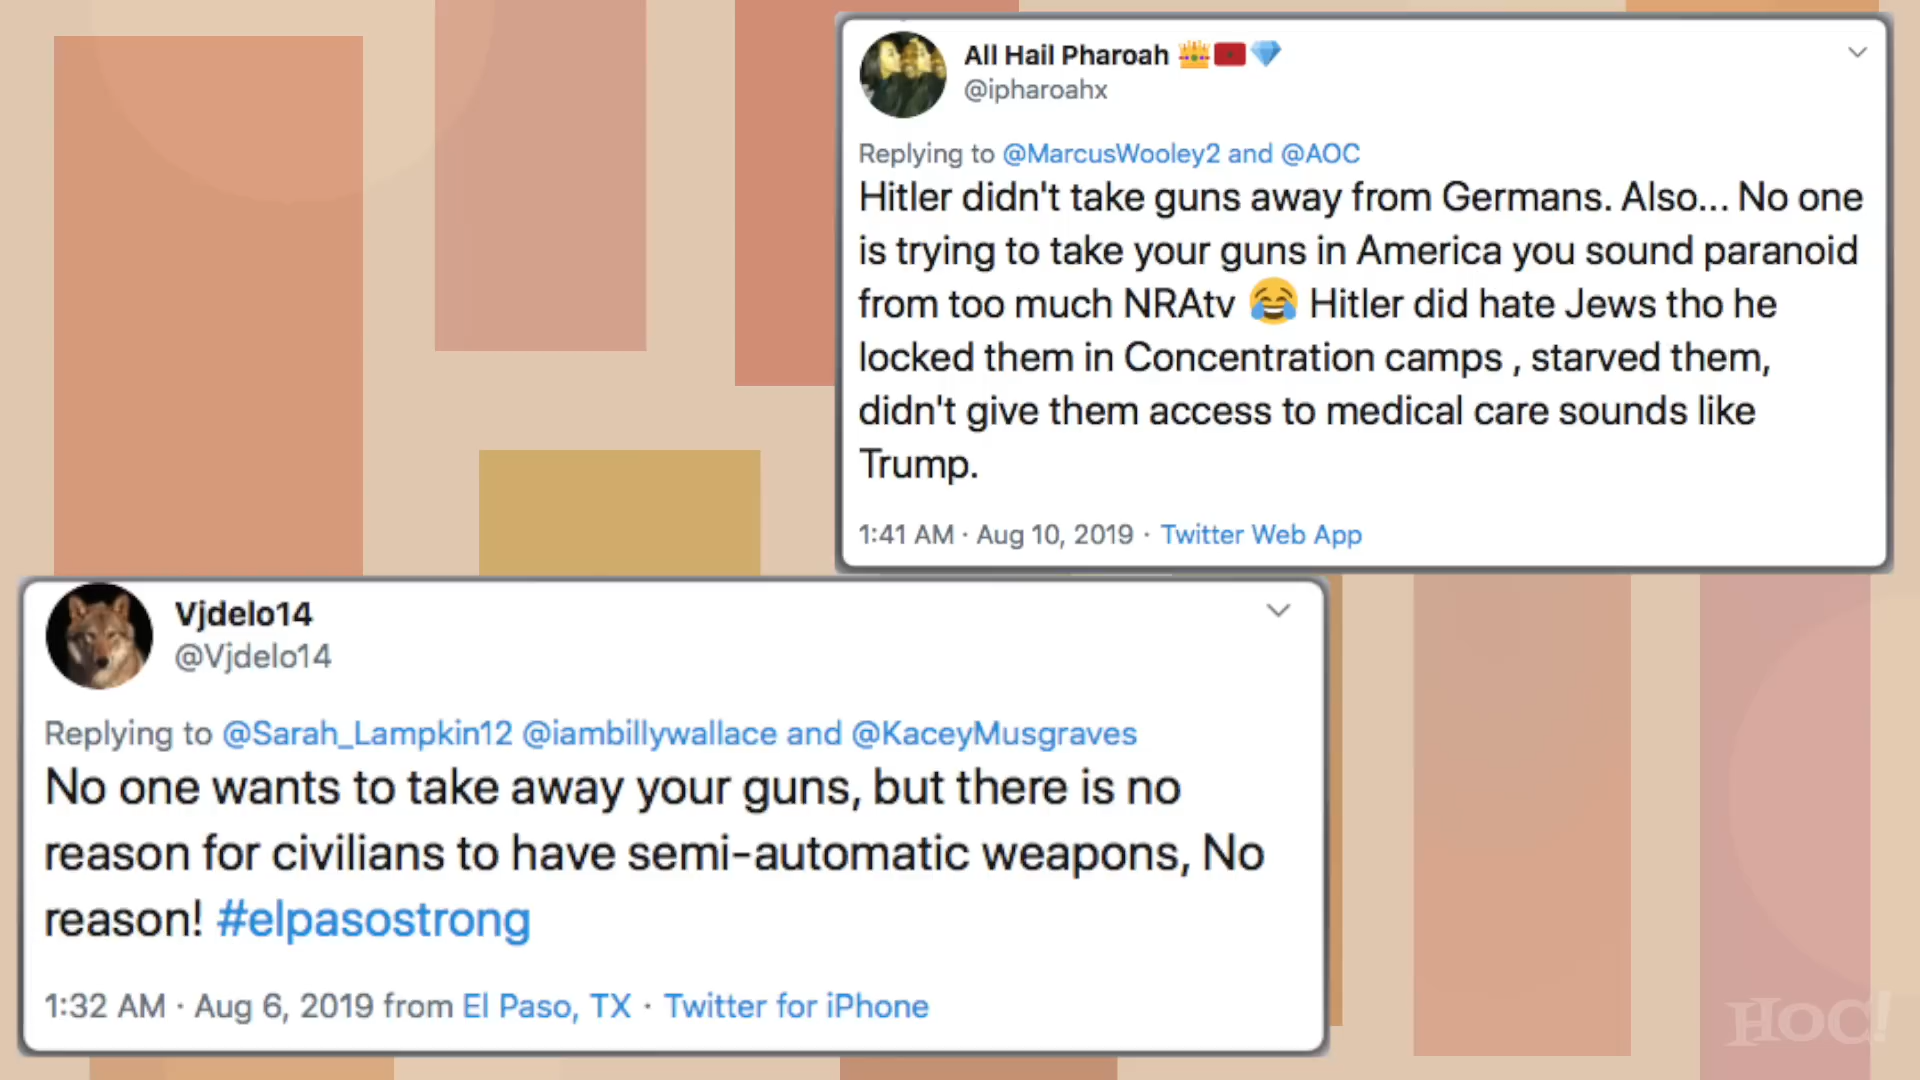 All Hail Pharoah 👑🇲🇦💎
@ipharoahx
Replying to @MarcusWooley2 and @AOC
Hitler didn't take guns away from Germans. Also... No one
is trying to take your guns in America you sound paranoid
from too much NRAtv 😂 Hitler did hate Jews tho he
locked them in Concentration camps , starved them,
didn't give them access to medical care sounds like
Trump.
1:41 AM · Aug 10, 2019 · Twitter Web App
Vjdelo14
@Vjdelo14
Replying to @Sarah_Lampkin12 @iambillywallace and @KaceyMusgraves
No one wants to take away your guns, but there is no
reason for civilians to have semi-automatic weapons, No
reason! #elpasostrong
1:32 AM · Aug 6, 2019 from El Paso, TX · Twitter for iPhone
HOC!